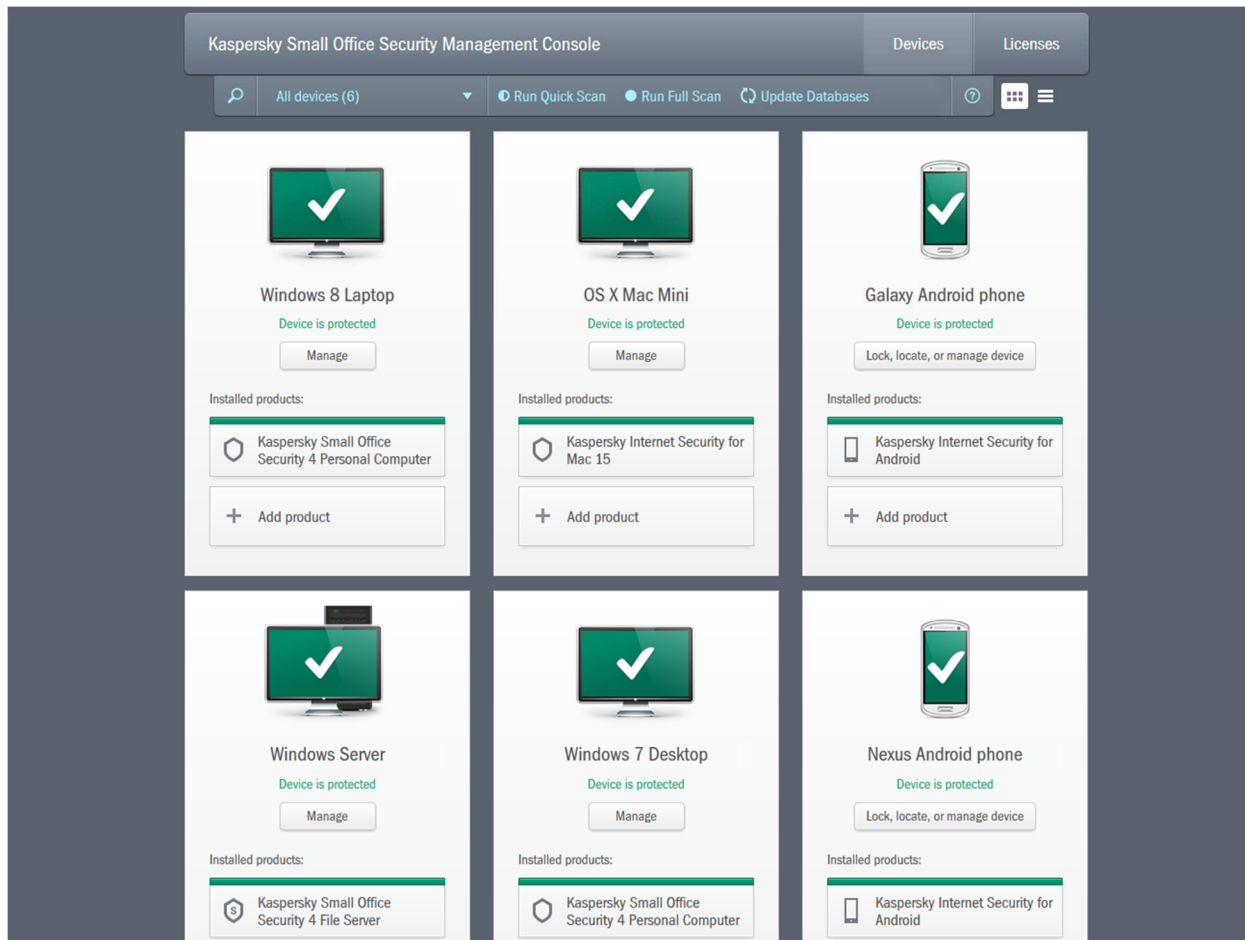 Kaspersky Small Office Security Management Console
Devices
Licenses
All devices (6)
Run Quick Scan
Run Full Scan
Update Databases
?
Windows 8 Laptop
Device is protected
Manage
Installed products:
Kaspersky Small Office
Security 4 Personal Computer
+ Add product
OS X Mac Mini
Device is protected
Manage
Installed products:
Kaspersky Internet Security for
Mac 15
+ Add product
Galaxy Android phone
Device is protected
Lock, locate, or manage device
Installed products:
Kaspersky Internet Security for
Android
+ Add product
Windows Server
Device is protected
Manage
Installed products:
S
Kaspersky Small Office
Security 4 File Server
Windows 7 Desktop
Device is protected
Manage
Installed products:
Kaspersky Small Office
Security 4 Personal Computer
Nexus Android phone
Device is protected
Lock, locate, or manage device
Installed products:
Kaspersky Internet Security for
Android